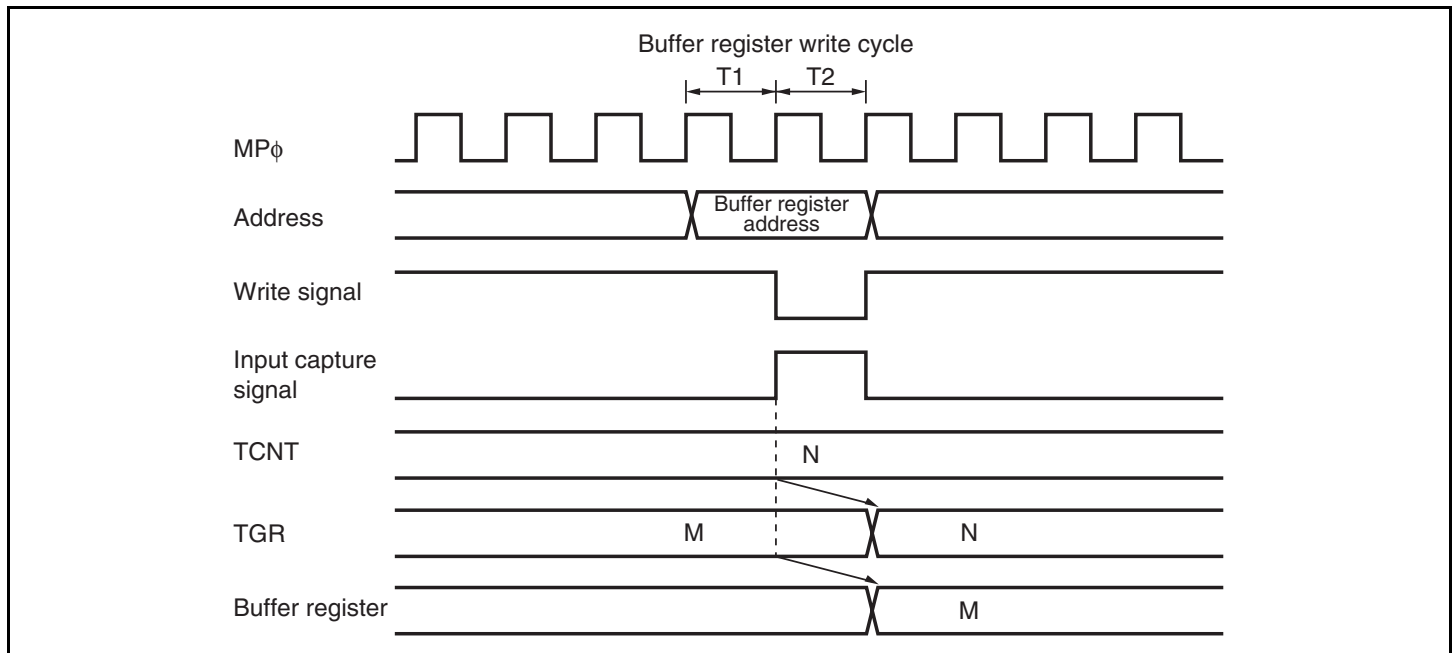 Buffer register write cycle
T1 T2
MPϕ
Address
Buffer register
address
Write signal
Input capture
signal
TCNT
N
TGR
M N
Buffer register
M